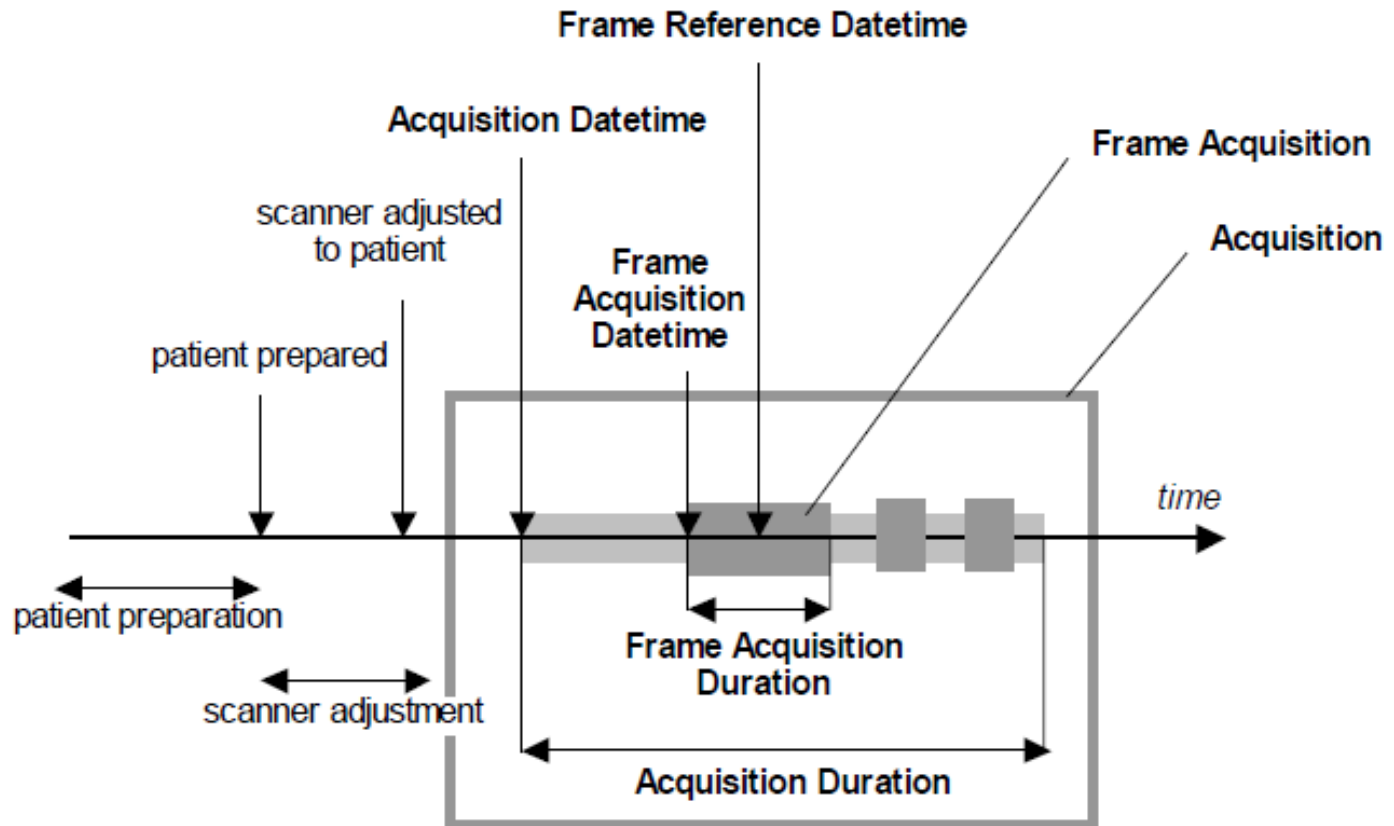 Frame Reference Datetime
Acquisition Datetime
Frame Acquisition
scanner adjusted
to patient
Acquisition
Frame
Acquisition
Datetime
patient prepared
time
patient preparation
Frame Acquisition
Duration
scanner adjustment
Acquisition Duration